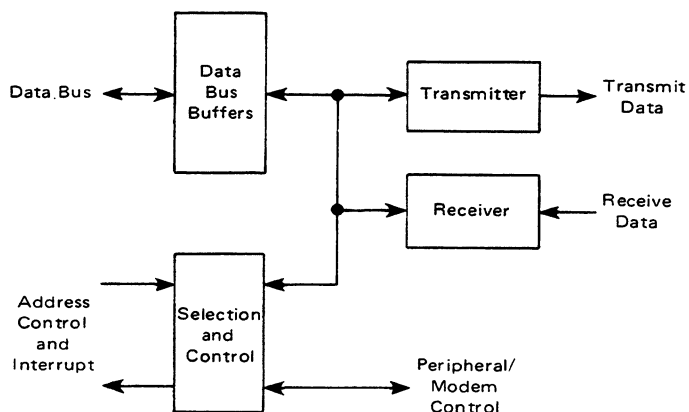 Data Bus
Data
Bus
Buffers
Transmitter
Transmit
Data
Receiver
Receive
Data
Address
Control
and
Interrupt
Selection
and
Control
Peripheral/
Modem
Control